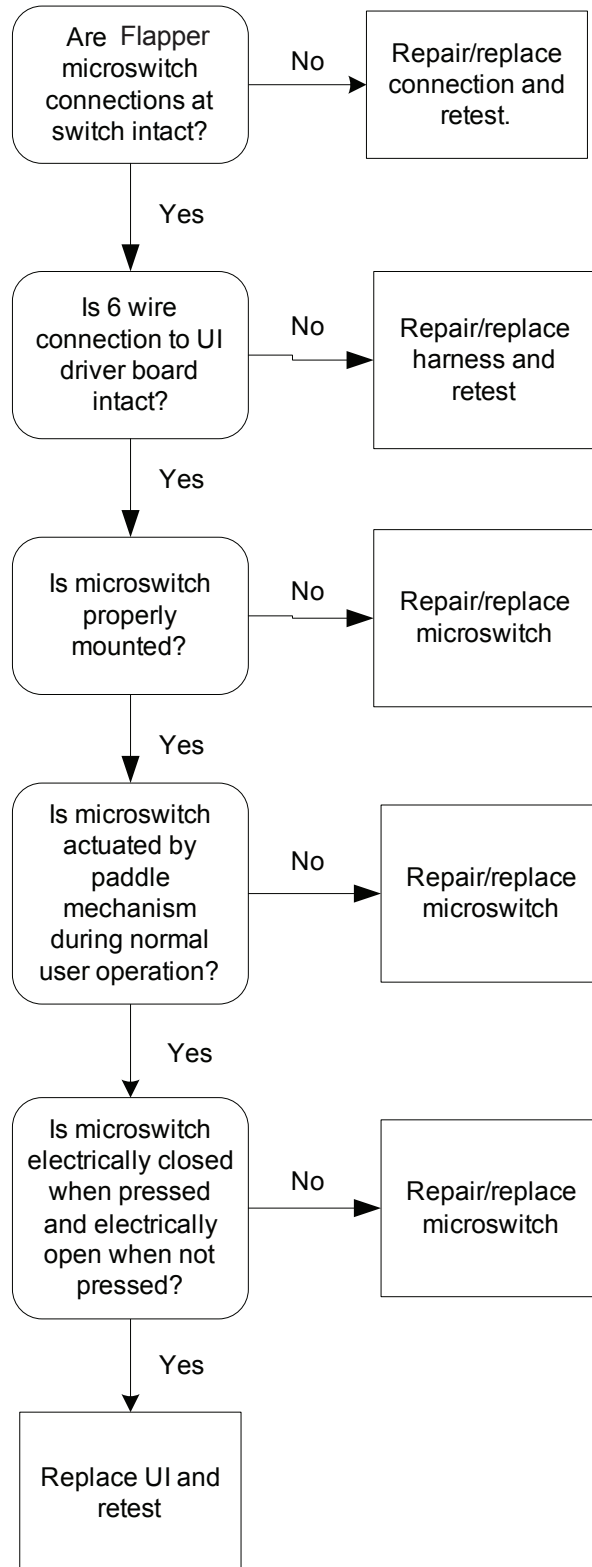 Are Flapper
microswitch
connections at
switch intact?
No
Repair/replace
connection and
retest.
Yes
Is 6 wire
connection to UI
driver board
intact?
No
Repair/replace
harness and
retest
Yes
Is microswitch
properly
mounted?
No
Repair/replace
microswitch
Yes
Is microswitch
actuated by
paddle
mechanism
during normal
user operation?
No
Repair/replace
microswitch
Yes
Is microswitch
electrically closed
when pressed
and electrically
open when not
pressed?
No
Repair/replace
microswitch
Yes
Replace UI and
retest